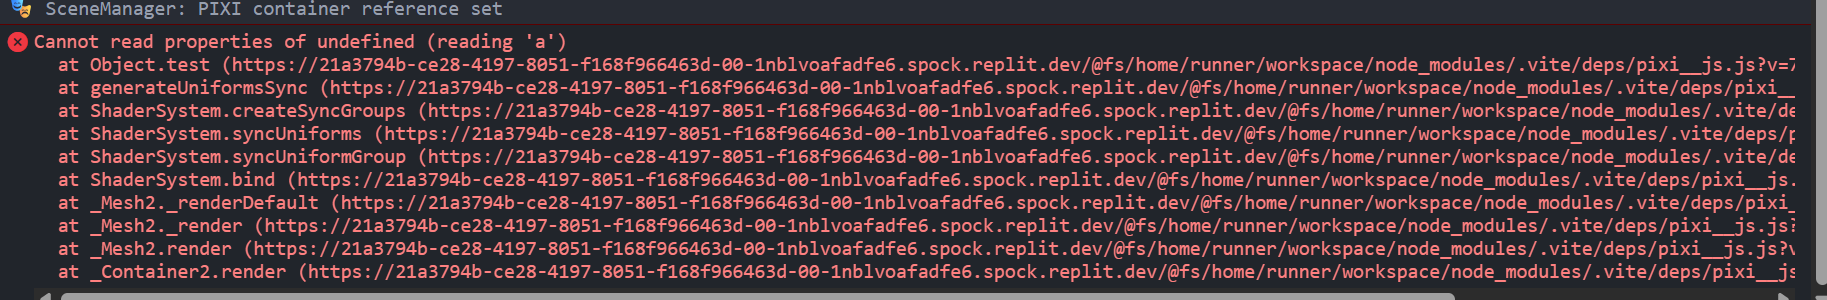 SceneManager: PIXI container reference set
Cannot read properties of undefined (reading 'a')
at Object.test (https://21a3794b-ce28-4197-8051-f168f966463d-00-1nblvoafadfe6.spock.replit.dev/@fs/home/runner/workspace/node_modules/.vite/deps/pixi__js.js?v=7
at generateUniformsSync (https://21a3794b-ce28-4197-8051-f168f966463d-00-1nblvoafadfe6.spock.replit.dev/@fs/home/runner/workspace/node_modules/.vite/deps/pixi__
at ShaderSystem.createSyncGroups (https://21a3794b-ce28-4197-8051-f168f966463d-00-1nblvoafadfe6.spock.replit.dev/@fs/home/runner/workspace/node_modules/.vite/de
at ShaderSystem.syncUniforms (https://21a3794b-ce28-4197-8051-f168f966463d-00-1nblvoafadfe6.spock.replit.dev/@fs/home/runner/workspace/node_modules/.vite/deps/p
at ShaderSystem.syncUniformGroup (https://21a3794b-ce28-4197-8051-f168f966463d-00-1nblvoafadfe6.spock.replit.dev/@fs/home/runner/workspace/node_modules/.vite/de
at ShaderSystem.bind (https://21a3794b-ce28-4197-8051-f168f966463d-00-1nblvoafadfe6.spock.replit.dev/@fs/home/runner/workspace/node_modules/.vite/deps/pixi__js.
at _Mesh2._renderDefault (https://21a3794b-ce28-4197-8051-f168f966463d-00-1nblvoafadfe6.spock.replit.dev/@fs/home/runner/workspace/node_modules/.vite/deps/pixi_
at _Mesh2._render (https://21a3794b-ce28-4197-8051-f168f966463d-00-1nblvoafadfe6.spock.replit.dev/@fs/home/runner/workspace/node_modules/.vite/deps/pixi__js.js?
at _Mesh2.render (https://21a3794b-ce28-4197-8051-f168f966463d-00-1nblvoafadfe6.spock.replit.dev/@fs/home/runner/workspace/node_modules/.vite/deps/pixi__js.js?v
at _Container2.render (https://21a3794b-ce28-4197-8051-f168f966463d-00-1nblvoafadfe6.spock.replit.dev/@fs/home/runner/workspace/node_modules/.vite/deps/pixi__js